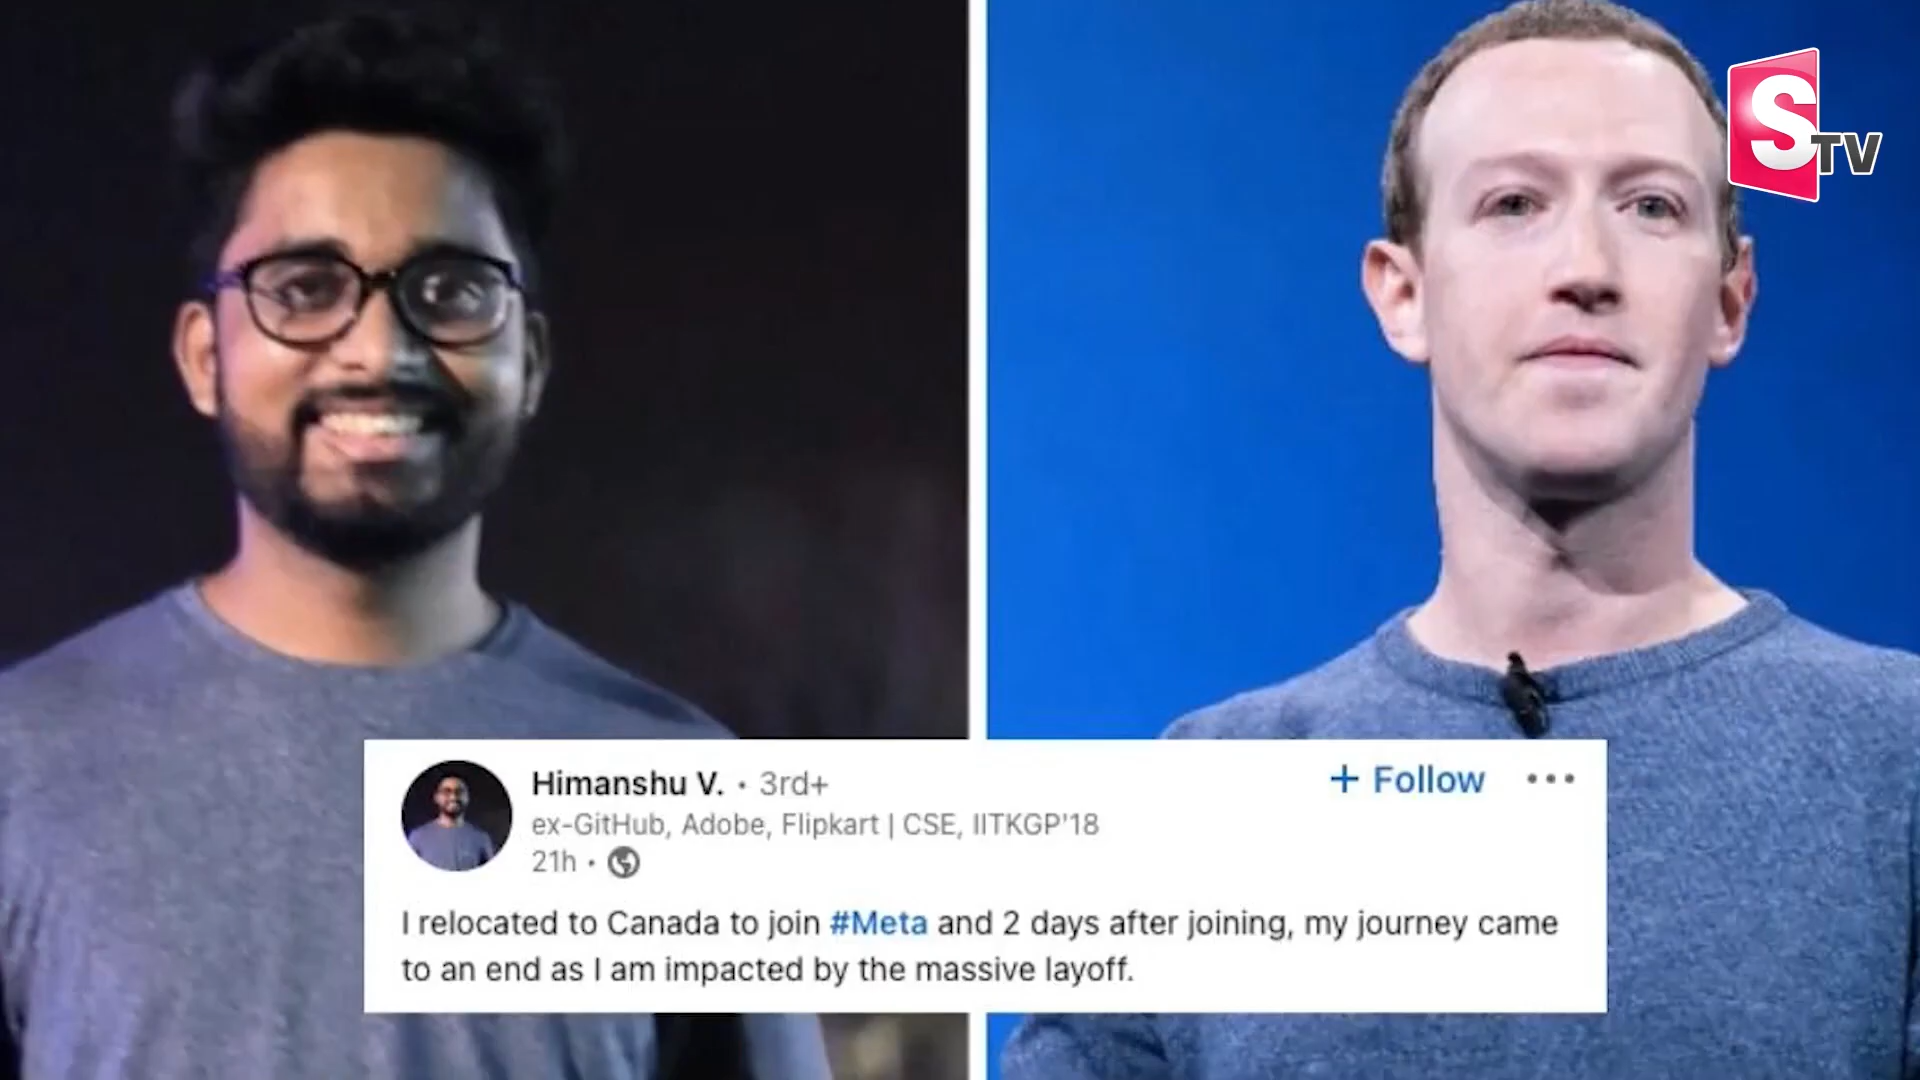 STV
Himanshu V. • 3rd+
+ Follow
ex-GitHub, Adobe, Flipkart | CSE, IITKGP'18
21h •
I relocated to Canada to join #Meta and 2 days after joining, my journey came
to an end as I am impacted by the massive layoff.